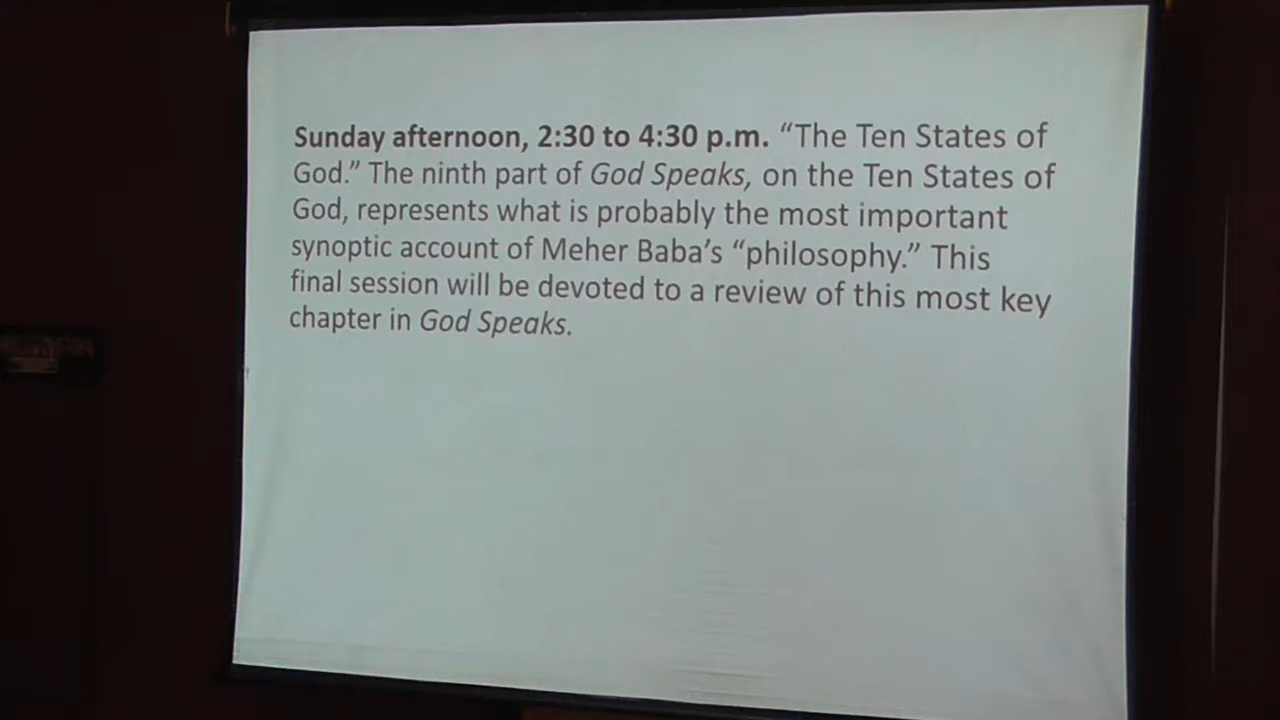 Sunday afternoon, 2:30 to 4:30 p.m. “The Ten States of
God.” The ninth part of God Speaks, on the Ten States of
God, represents what is probably the most important
synoptic account of Meher Baba’s “philosophy.” This
final session will be devoted to a review of this most key
chapter in God Speaks.